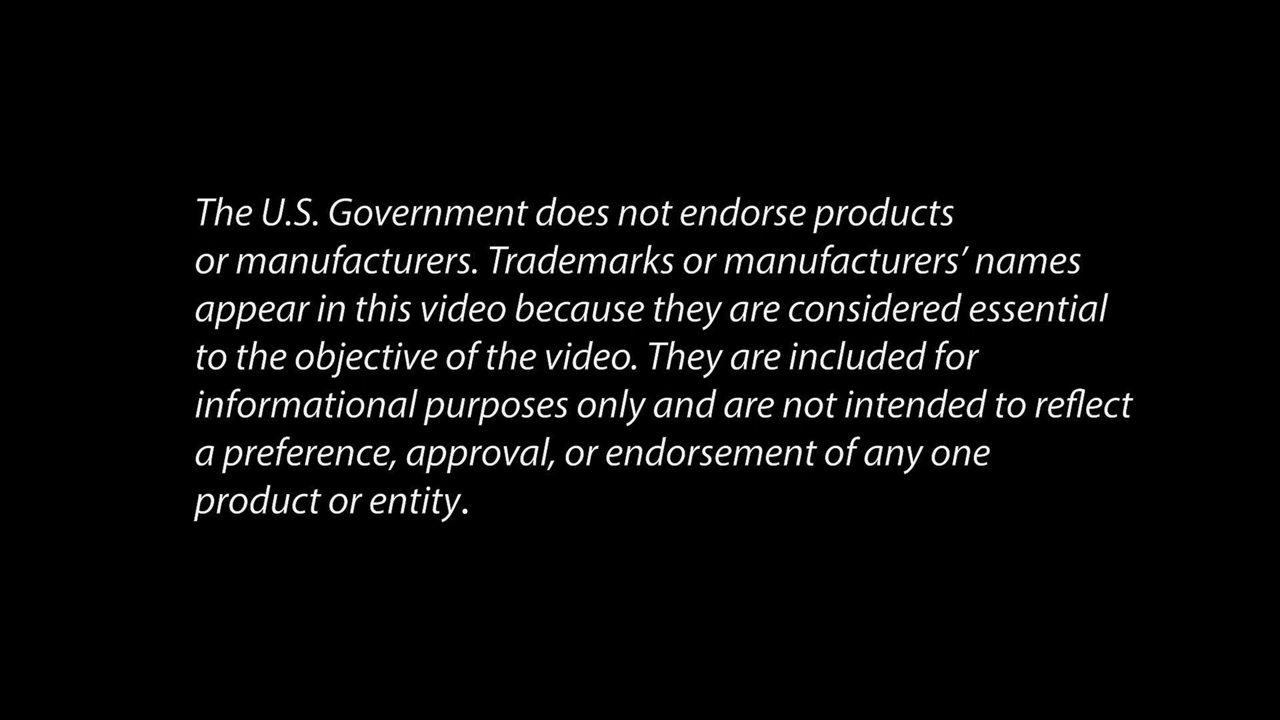 The U.S. Government does not endorse products
or manufacturers. Trademarks or manufacturers’ names
appear in this video because they are considered essential
to the objective of the video. They are included for
informational purposes only and are not intended to reflect
a preference, approval, or endorsement of any one
product or entity.